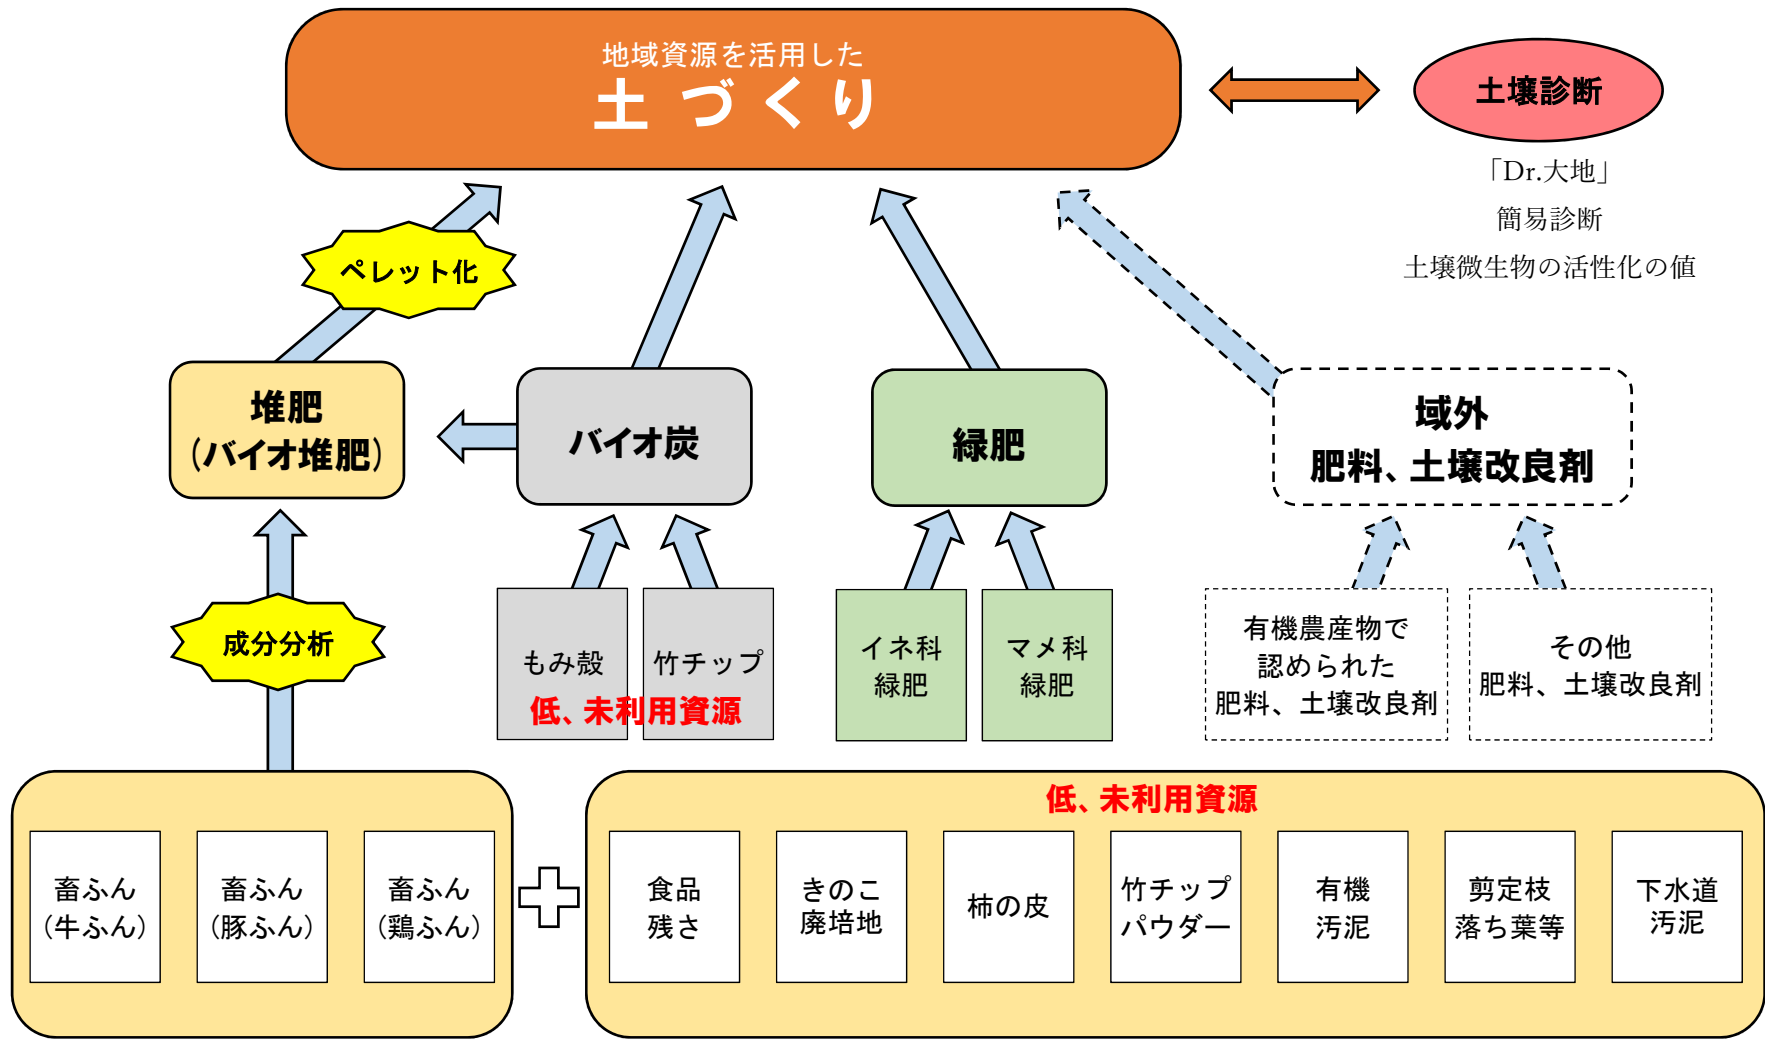 地域資源を活用した
土づくり
土壌診断
「Dr.大地」
簡易診断
土壌微生物の活性化の値
ペレット化
堆肥
(バイオ堆肥)
バイオ炭
緑肥
域外
肥料、土壌改良剤
成分分析
もみ殻
竹チップ
低、未利用資源
イネ科
緑肥
マメ科
緑肥
有機農産物で
認められた
肥料、土壌改良剤
その他
肥料、土壌改良剤
畜ふん
(牛ふん)
畜ふん
(豚ふん)
畜ふん
(鶏ふん)
低、未利用資源
食品
残さ
きのこ
廃培地
柿の皮
竹チップ
パウダー
有機
汚泥
剪定枝
落ち葉等
下水道
汚泥